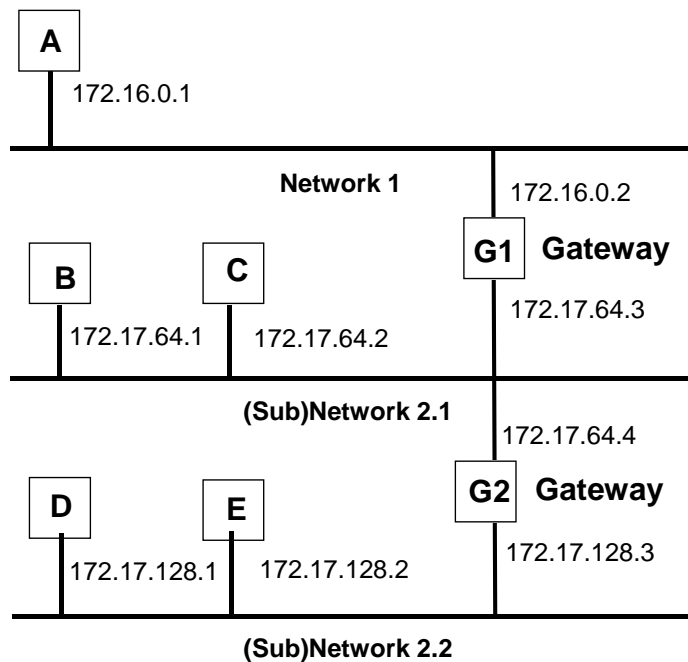 A
172.16.0.1
Network 1
172.16.0.2
G1 Gateway
B
C
172.17.64.3
172.17.64.1
172.17.64.2
(Sub)Network 2.1
172.17.64.4
G2 Gateway
D
E
172.17.128.3
172.17.128.1
172.17.128.2
(Sub)Network 2.2